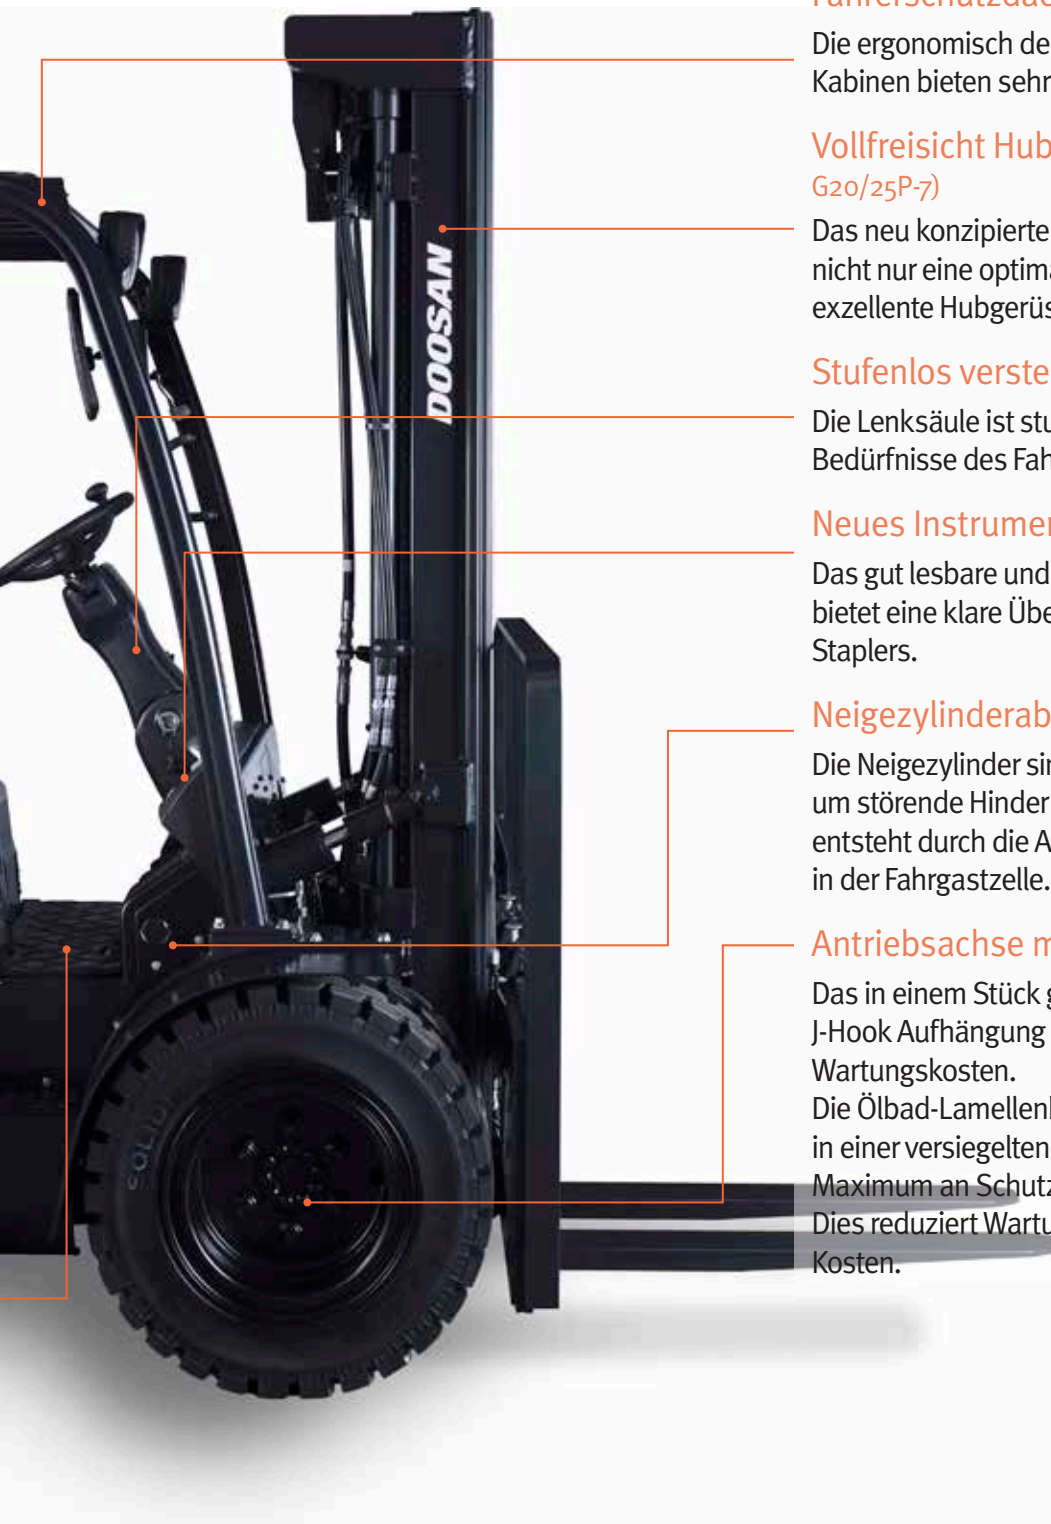 Fahrerschutzdac
Die ergonomisch de
Kabinen bieten sehr
Vollfreisicht Hub
G20/25P-7)
Das neu konzipierte
nicht nur eine optima
exzellente Hubgerüs
Stufenlos verste
Die Lenksäule ist stu
Bedürfnisse des Fah
Neues Instrumen
Das gut lesbare und
bietet eine klare Übe
Staplers.
Neigezylinderab
Die Neigezylinder sin
um störende Hinder
entsteht durch die A
in der Fahrgastzelle.
Antriebsachse m
Das in einem Stück g
J-Hook Aufhängung
Wartungskosten.
Die Ölbad-Lamellen
in einer versiegelten
Maximum an Schutz
Dies reduziert Wartu
Kosten.
DOOSAN
SOLID